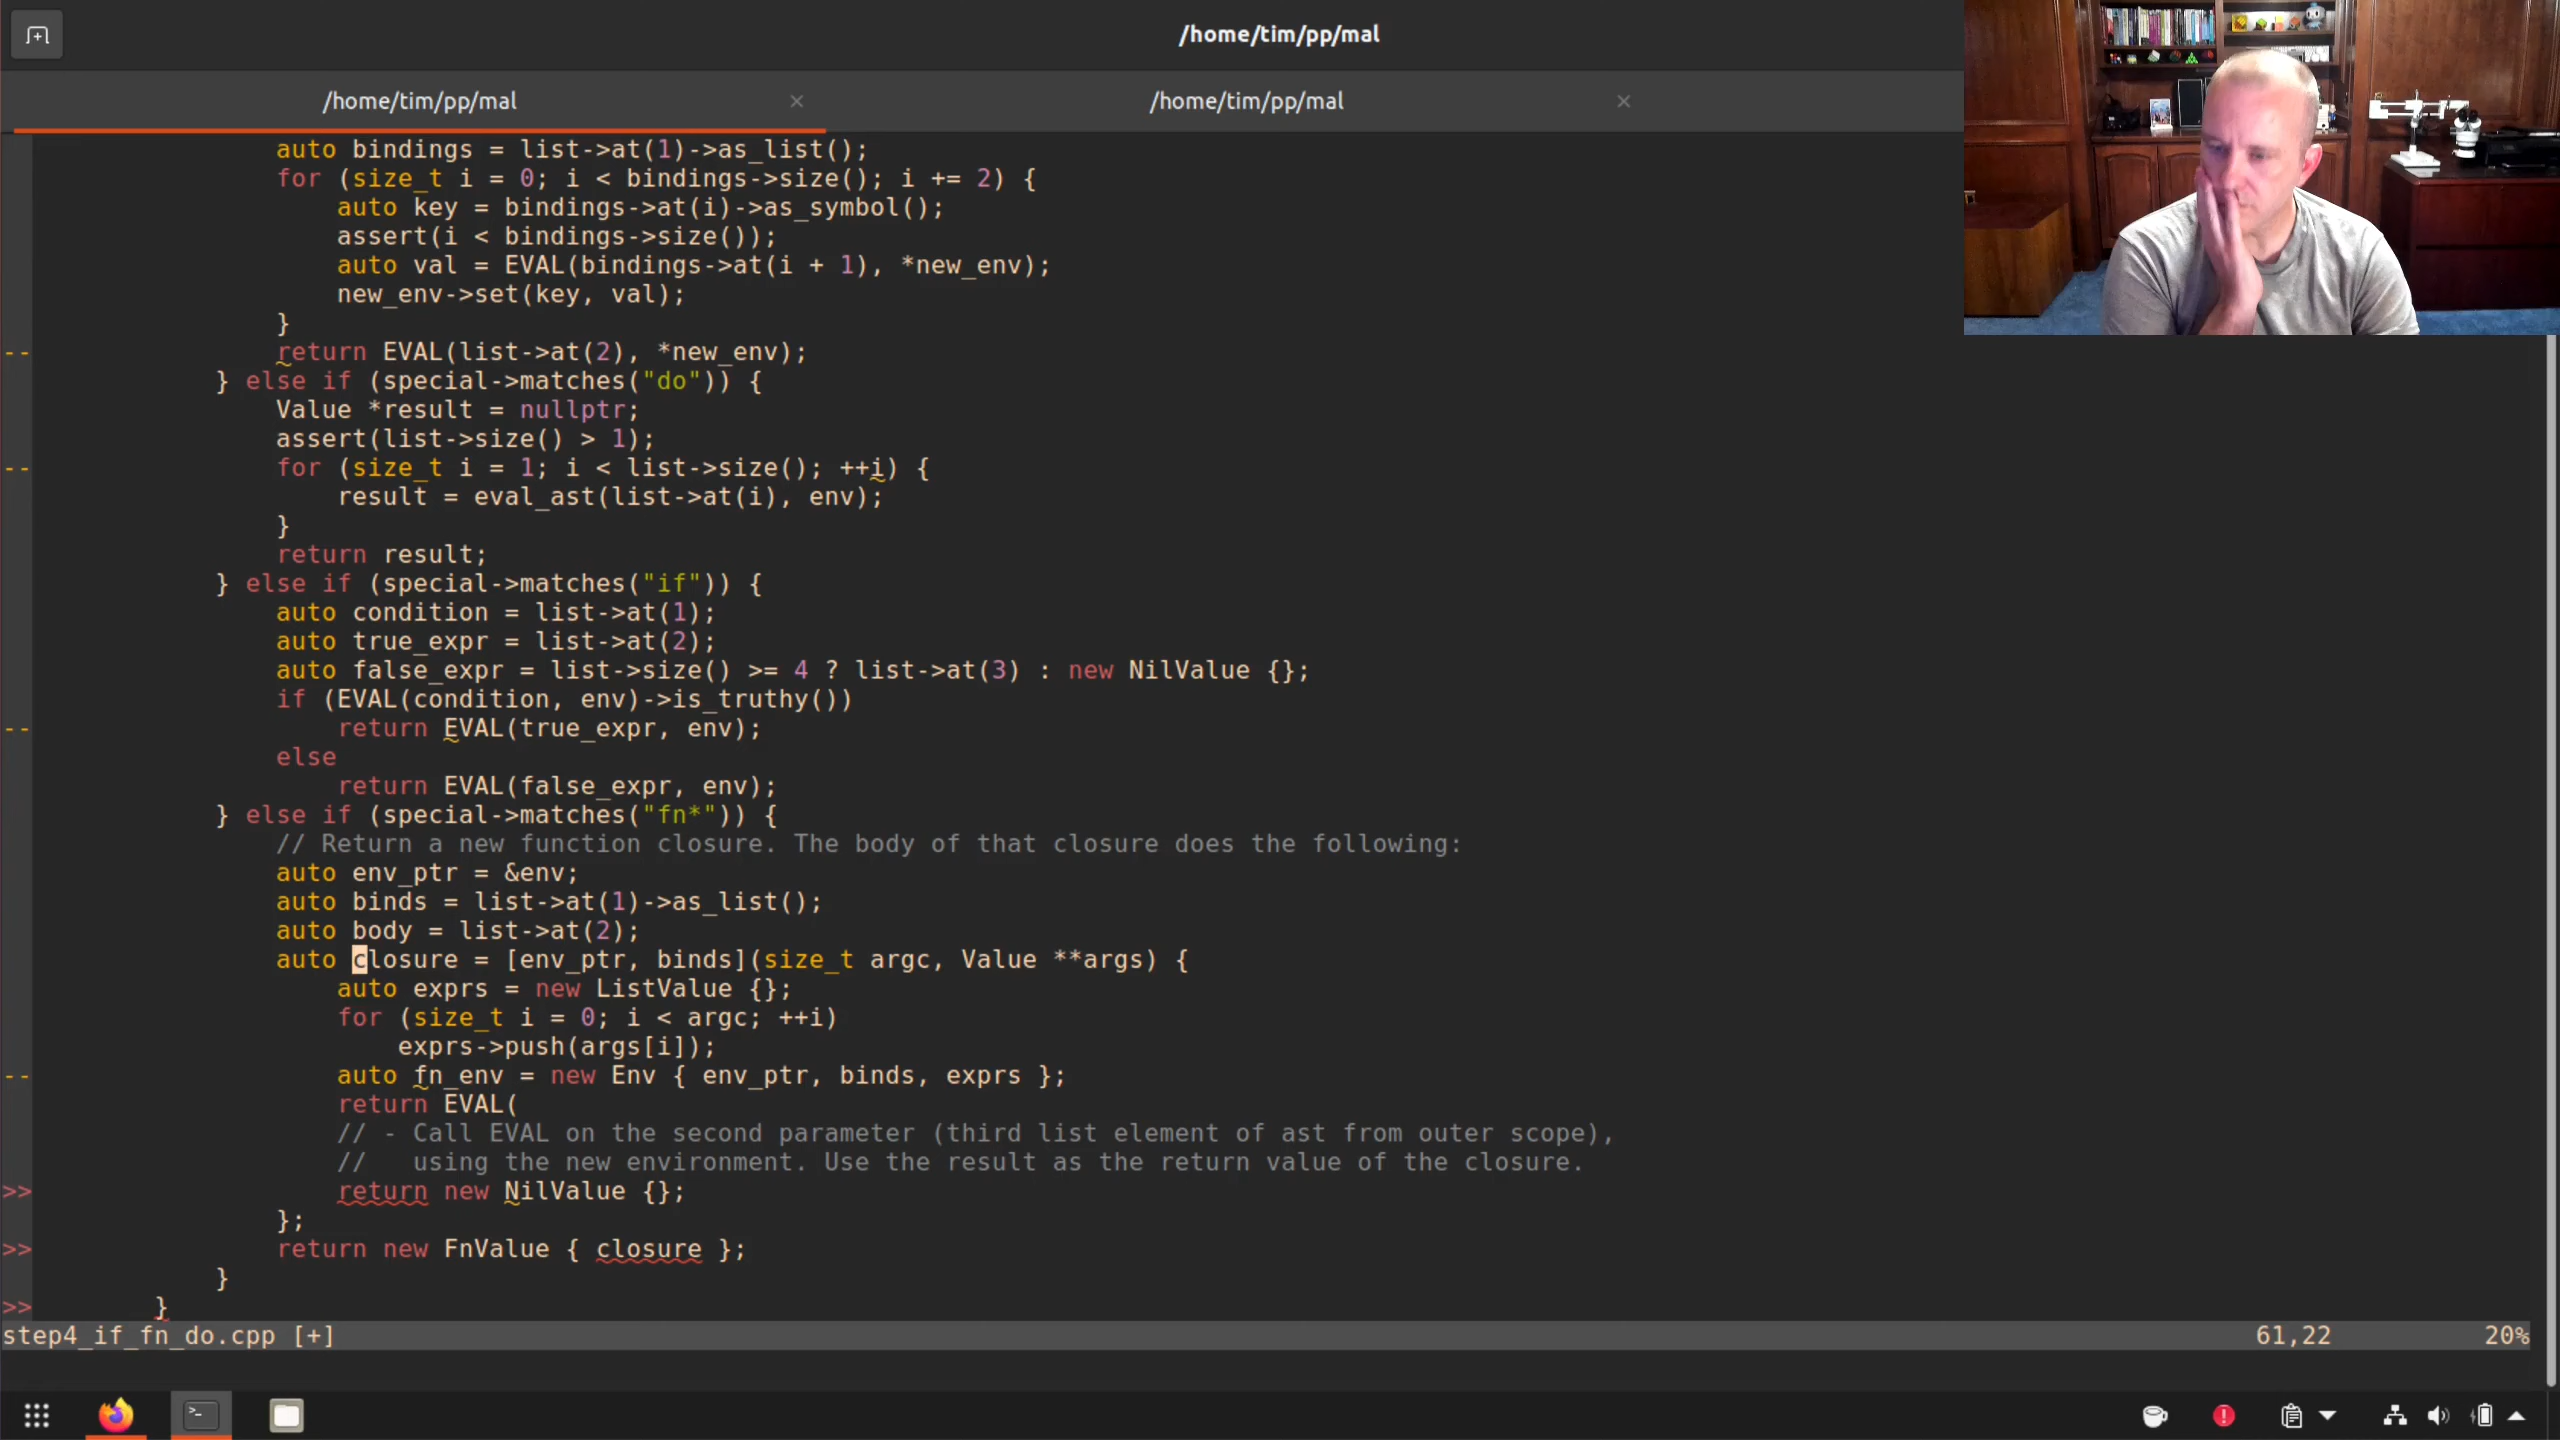 /home/tim/pp/mal
/home/tim/pp/mal ×
/home/tim/pp/mal ×
auto bindings = list->at(1)->as_list();
for (size_t i = 0; i < bindings->size(); i += 2) {
auto key = bindings->at(i)->as_symbol();
assert(i < bindings->size());
auto val = EVAL(bindings->at(i + 1), *new_env);
new_env->set(key, val);
}
-- return EVAL(list->at(2), *new_env);
} else if (special->matches("do")) {
Value *result = nullptr;
assert(list->size() > 1);
-- for (size_t i = 1; i < list->size(); ++i) {
result = eval_ast(list->at(i), env);
}
return result;
} else if (special->matches("if")) {
auto condition = list->at(1);
auto true_expr = list->at(2);
auto false_expr = list->size() >= 4 ? list->at(3) : new NilValue {};
if (EVAL(condition, env)->is_truthy())
-- return EVAL(true_expr, env);
else
return EVAL(false_expr, env);
} else if (special->matches("fn*")) {
// Return a new function closure. The body of that closure does the following:
auto env_ptr = &env;
auto binds = list->at(1)->as_list();
auto body = list->at(2);
auto closure = [env_ptr, binds](size_t argc, Value **args) {
auto exprs = new ListValue {};
for (size_t i = 0; i < argc; ++i)
exprs->push(args[i]);
-- auto fn_env = new Env { env_ptr, binds, exprs };
return EVAL(
// - Call EVAL on the second parameter (third list element of ast from outer scope),
//   using the new environment. Use the result as the return value of the closure.
>> return new NilValue {};
};
>> return new FnValue { closure };
}
>> }
step4_if_fn_do.cpp [+] 61,22 20%